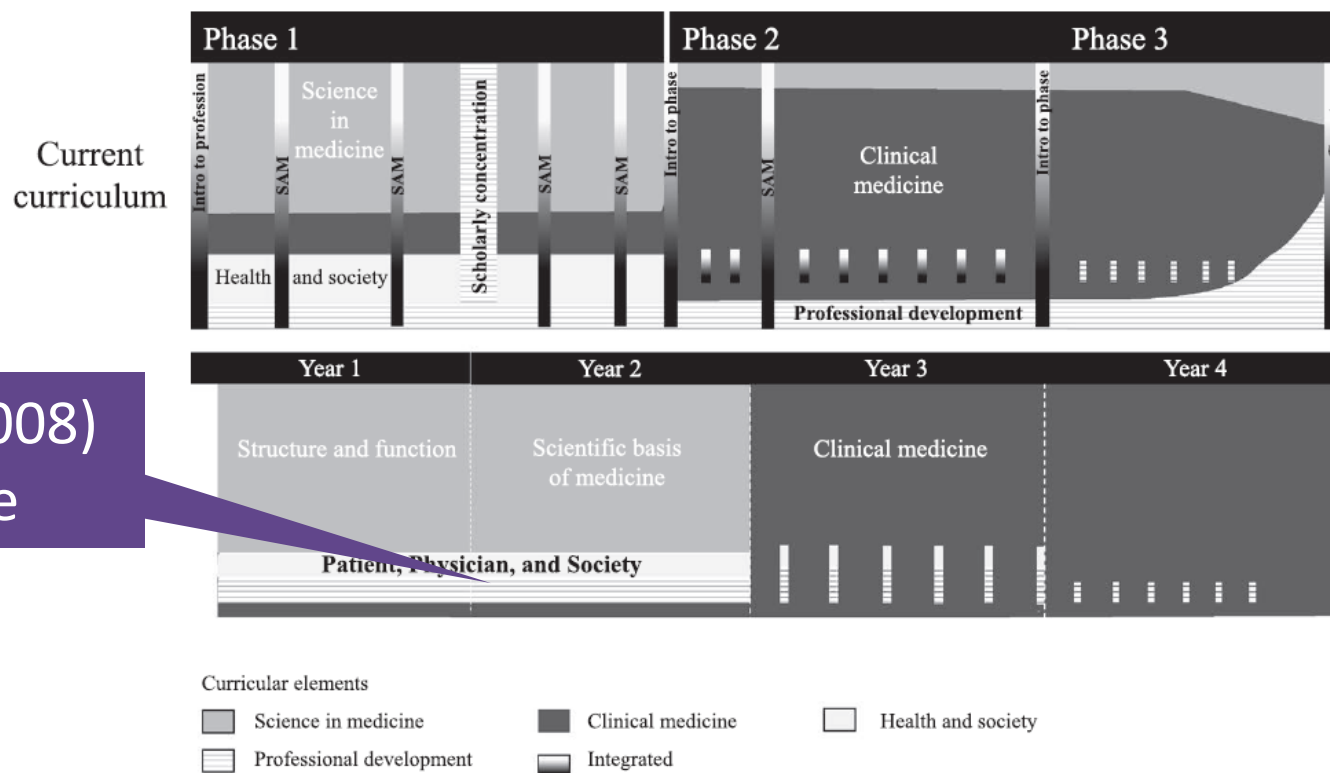 Phase 1
Phase 2
Phase 3
Current
curriculum
Intro to profession
SAM
Science
in
medicine
SAM
Scholarly concentration
SAM
SAM
Intro to phase
SAM
Clinical
medicine
Intro to phase
Health and society
Professional development
Year 1
Year 2
Year 3
Year 4
008)
e
Structure and function
Scientific basis
of medicine
Clinical medicine
Patient, Physician, and Society
Curricular elements
Science in medicine
Clinical medicine
Health and society
Professional development
Integrated